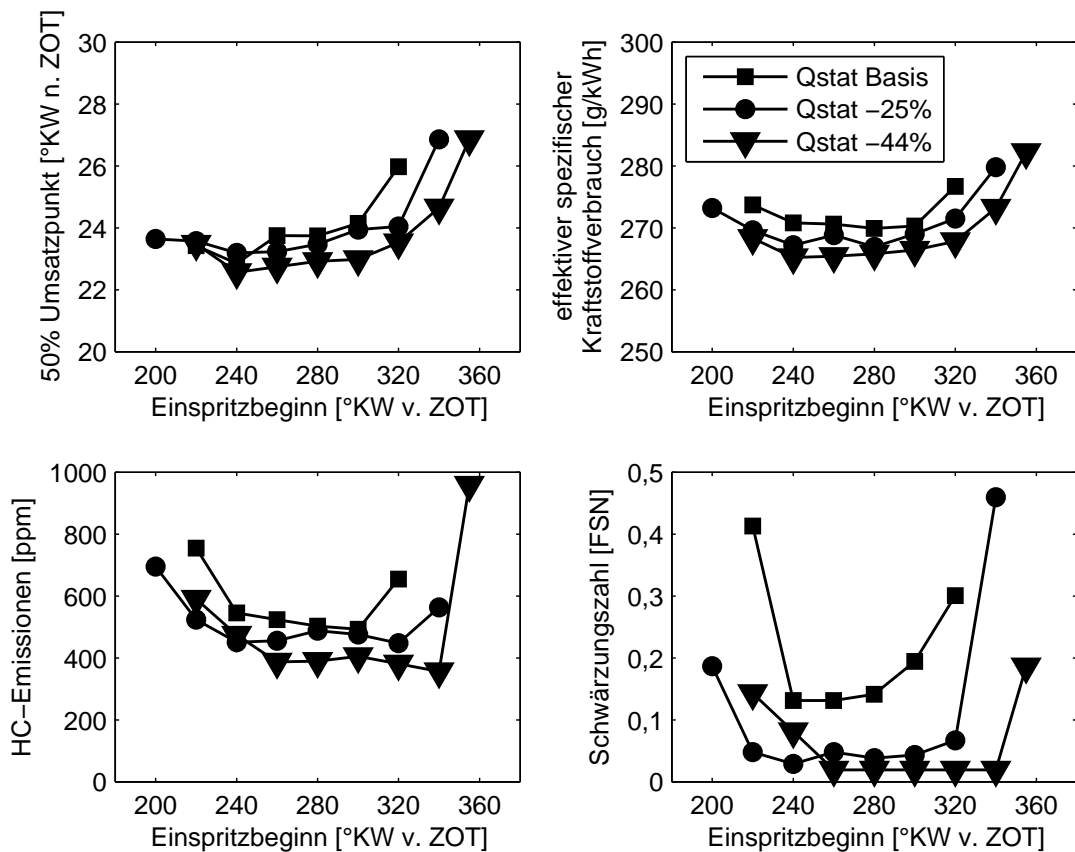 50% Umsatzpunkt [°KW n. ZOT]
30
28
26
24
22
20
200 240 280 320 360
Einspritzbeginn [°KW v. ZOT]
effektiver spezifischer
Kraftstoffverbrauch [g/kWh]
300
290
280
270
260
250
Qstat Basis
Qstat −25%
Qstat −44%
200 240 280 320 360
Einspritzbeginn [°KW v. ZOT]
HC−Emissionen [ppm]
1000
800
600
400
200
0
200 240 280 320 360
Einspritzbeginn [°KW v. ZOT]
Schwärzungszahl [FSN]
0,5
0,4
0,3
0,2
0,1
0
200 240 280 320 360
Einspritzbeginn [°KW v. ZOT]